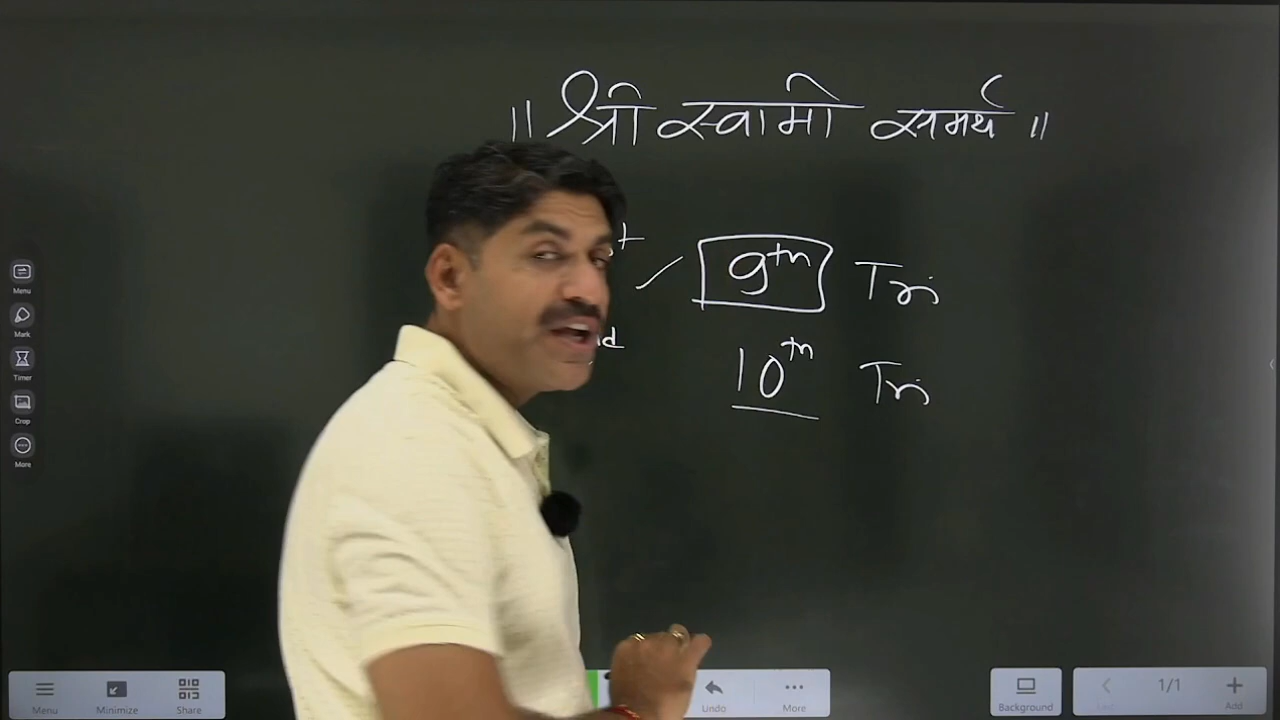 ॥ श्री स्वामी समर्थ ॥
9th Tri
10th Tri
Menu
Mark
Timer
Crop
More
Menu Minimize Share Undo More Background 1/1 Add